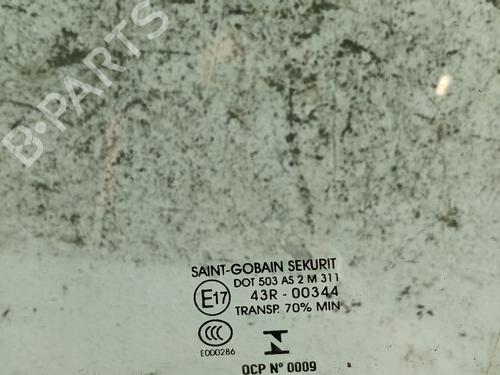 B-PARTS
SAINT-GOBAIN SEKURIT
DOT 503 AS 2 M 311
E17 43R - 00344
TRANSP. 70% MIN
CCC
E000286
OCP Nº 0009